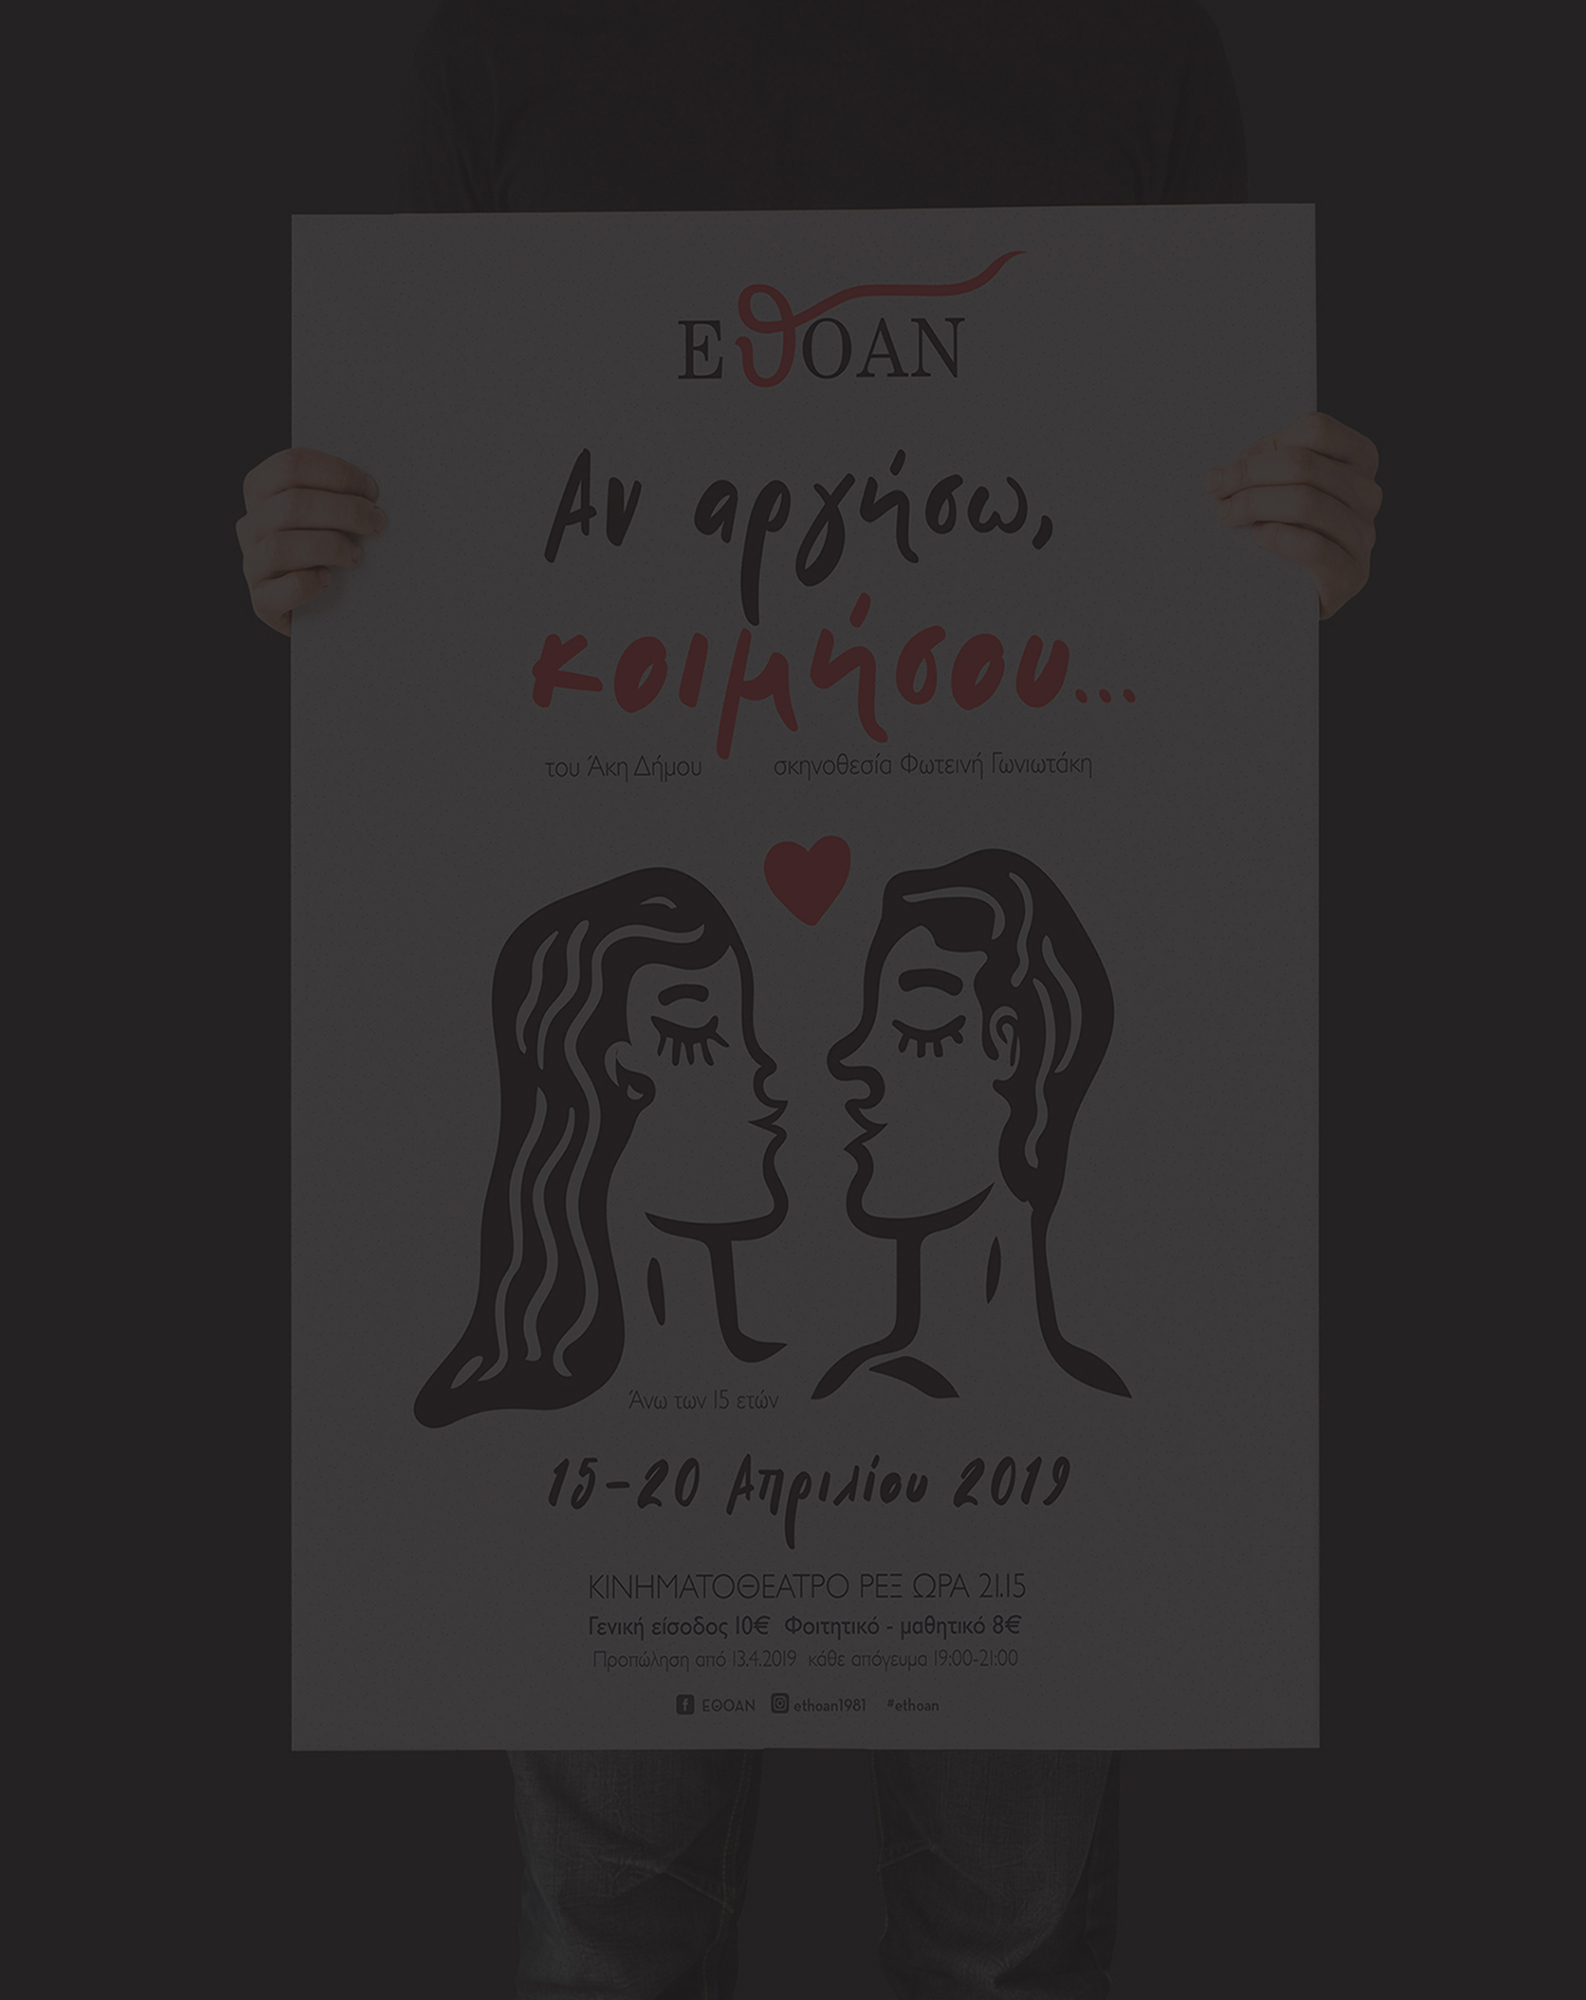 ΕθΟΑΝ
Αν αργήσω,
κοιμήσου...
του Άκη Δήμου σκηνοθεσία Φωτεινή Γωνιωτάκη
Άνω των 15 ετών
15-20 Απριλίου 2019
ΚΙΝΗΜΑΤΟΘΕΑΤΡΟ ΡΕΞ ΩΡΑ 21.15
Γενική είσοδος 10€ Φοιτητικό - μαθητικό 8€
Προπώληση από 13.4.2019 κάθε απόγευμα 19:00-21:00
f ΕΘΟΑΝ ethoan1981 #ethoan